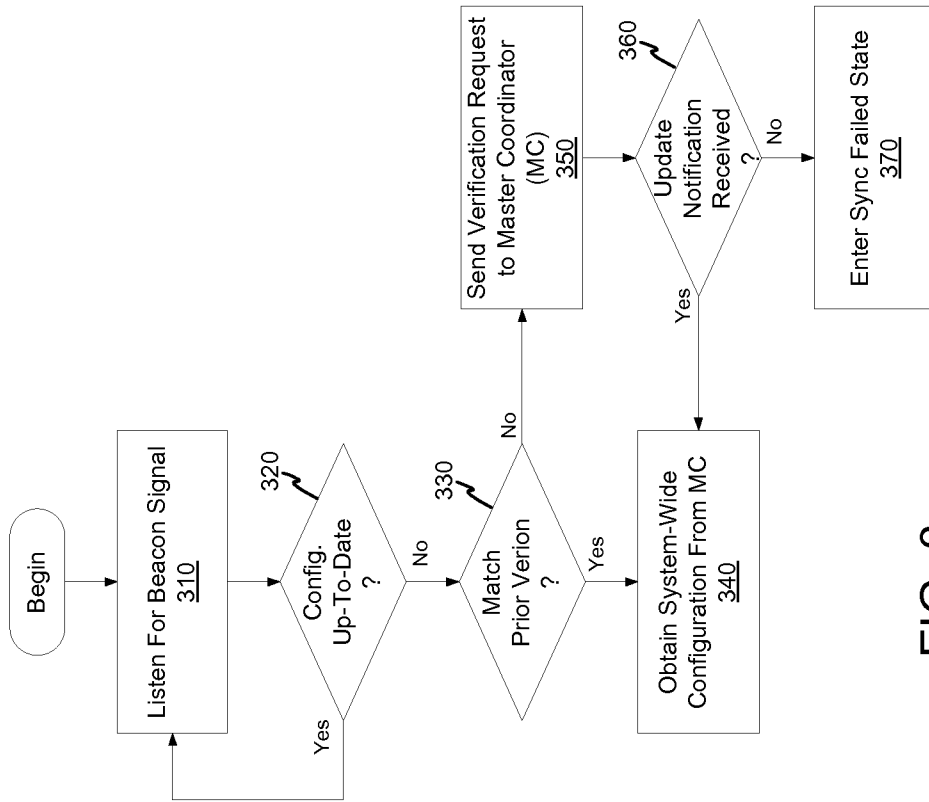 Begin
Listen For Beacon Signal
310
320
Config.
Up-To-Date
?
Yes
No
330
Match
Prior Verion
?
No
Yes
Obtain System-Wide
Configuration From MC
340
Send Verification Request
to Master Coordinator
(MC)
350
360
Update
Notification
Received
?
Yes
No
Enter Sync Failed State
370
FIG.